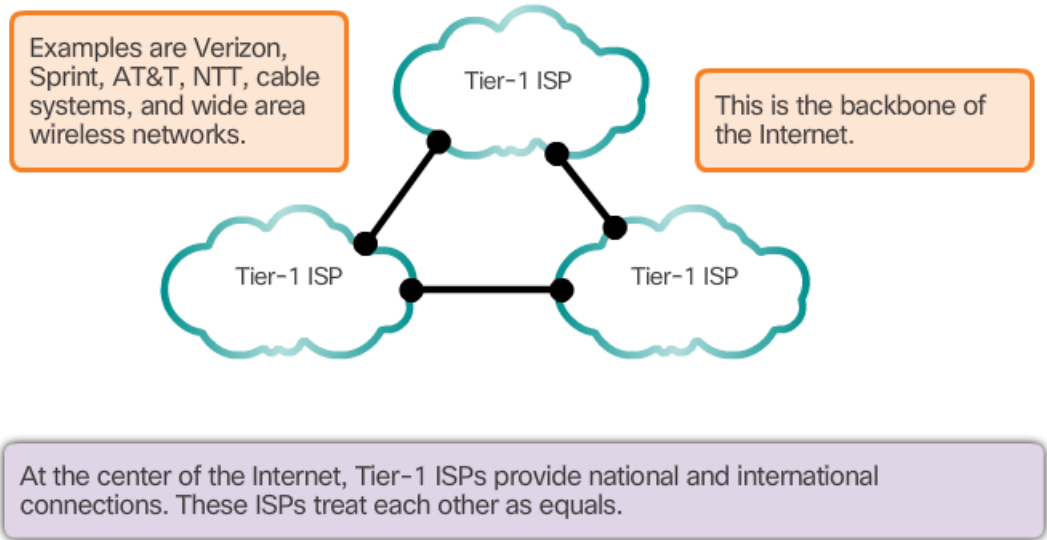 Examples are Verizon,
Sprint, AT&T, NTT, cable
systems, and wide area
wireless networks.
Tier-1 ISP
This is the backbone of
the Internet.
Tier-1 ISP
Tier-1 ISP
At the center of the Internet, Tier-1 ISPs provide national and international
connections. These ISPs treat each other as equals.